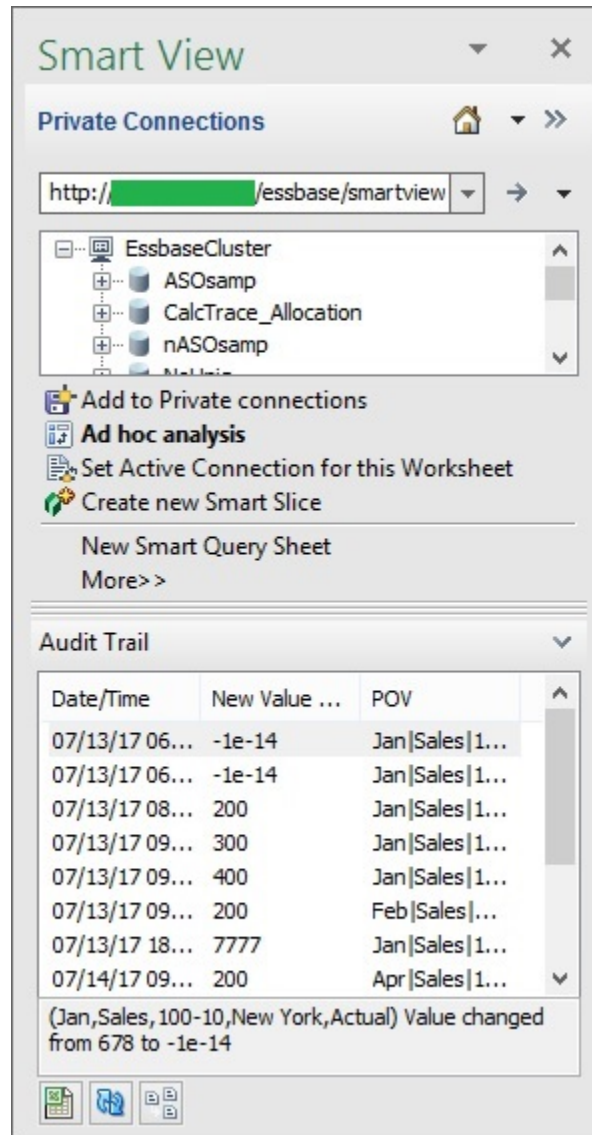 Smart View
Private Connections
http:// /essbase/smartview
EssbaseCluster
ASOsamp
CalcTrace_Allocation
nASOsamp
Add to Private connections
Ad hoc analysis
Set Active Connection for this Worksheet
Create new Smart Slice
New Smart Query Sheet
More>>
Audit Trail
Date/Time New Value ... POV
07/13/17 06... -1e-14 Jan|Sales|1...
07/13/17 06... -1e-14 Jan|Sales|1...
07/13/17 08... 200 Jan|Sales|1...
07/13/17 09... 300 Jan|Sales|1...
07/13/17 09... 400 Jan|Sales|1...
07/13/17 09... 200 Feb|Sales|...
07/13/17 18... 7777 Jan|Sales|1...
07/14/17 09... 200 Apr|Sales|1...
(Jan,Sales,100-10,New York,Actual) Value changed
from 678 to -1e-14